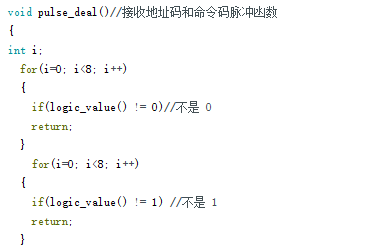 void pulse_deal()//接收地址码和命令码脉冲函数
{
int i;
for(i=0; i<8; i++)
{
if(logic_value() != 0)//不是 0
return;
}
for(i=0; i<8; i++)
{
if(logic_value() != 1) //不是 1
return;
}